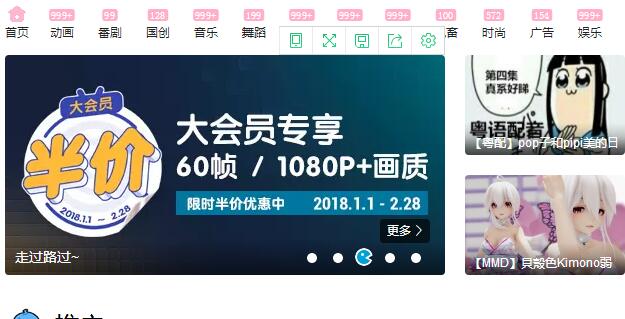 999+
99
128
999+
199
999+
999+
999+
100
572
154
999+
首页
动画
番剧
国创
音乐
舞蹈
畜
时尚
广告
娱乐
大会员
半价
2018.1.1 ~ 2.28
大会员专享
60帧 / 1080P+画质
限时半价优惠中 2018.1.1 - 2.28
更多 >
走过路过~
第四集
真系好睇
粤语配着
【粤配】pop子和pipi美的日
【MMD】貝殼色Kimono弱